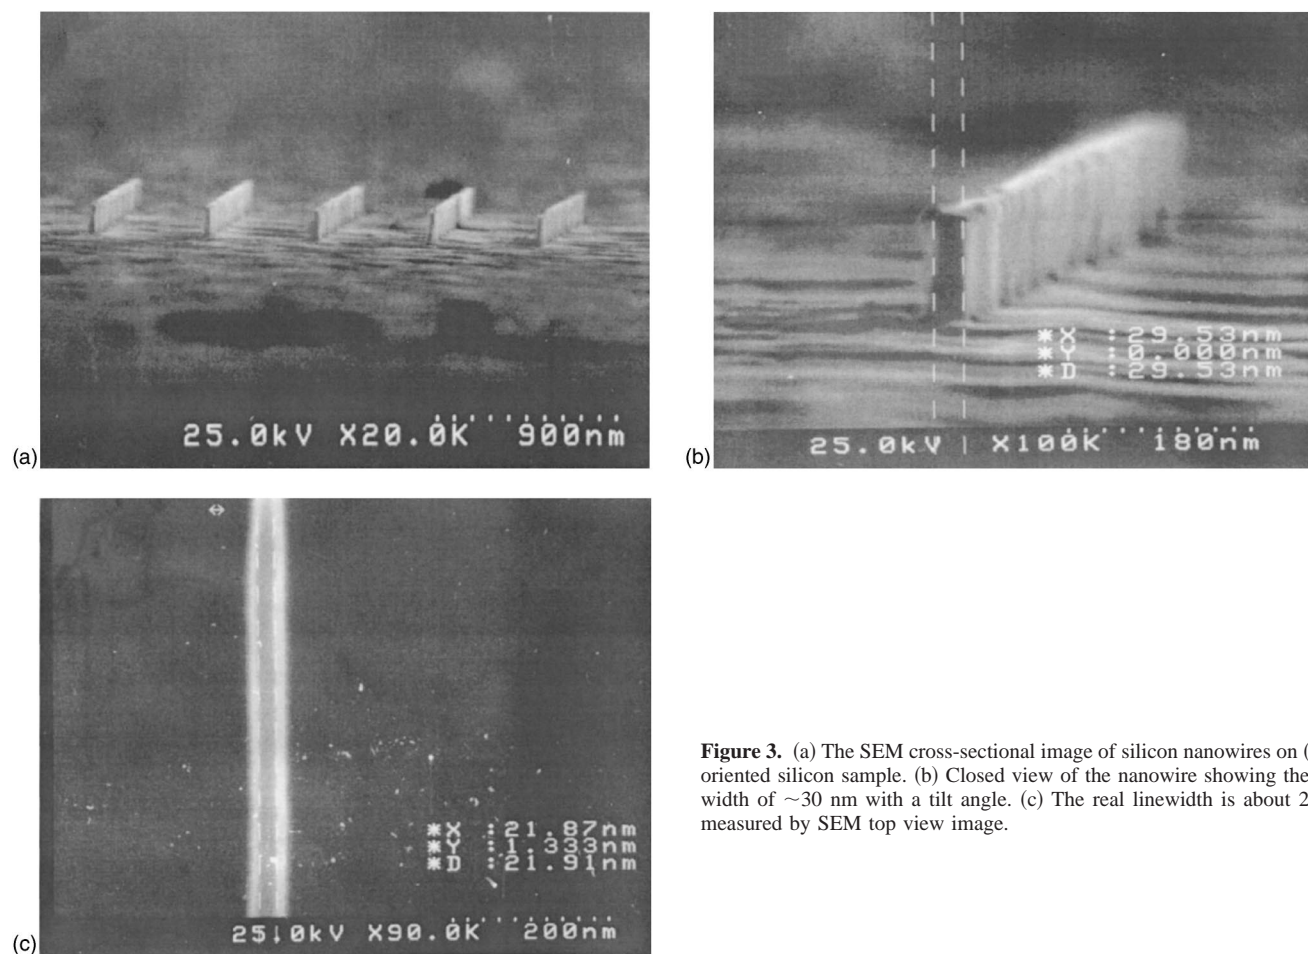 (a)
25.0kV X20.0K 900nm
(b)
*X :29.53nm
*Y :0.000nm
*D :29.53nm
25.0kV X100K 180nm
(c)
*X :21.87nm
*Y :1.333nm
*D :21.91nm
25.0kV X90.0K 200nm
Figure 3. (a) The SEM cross-sectional image of silicon nanowires on (
oriented silicon sample. (b) Closed view of the nanowire showing the
width of ~30 nm with a tilt angle. (c) The real linewidth is about 2
measured by SEM top view image.